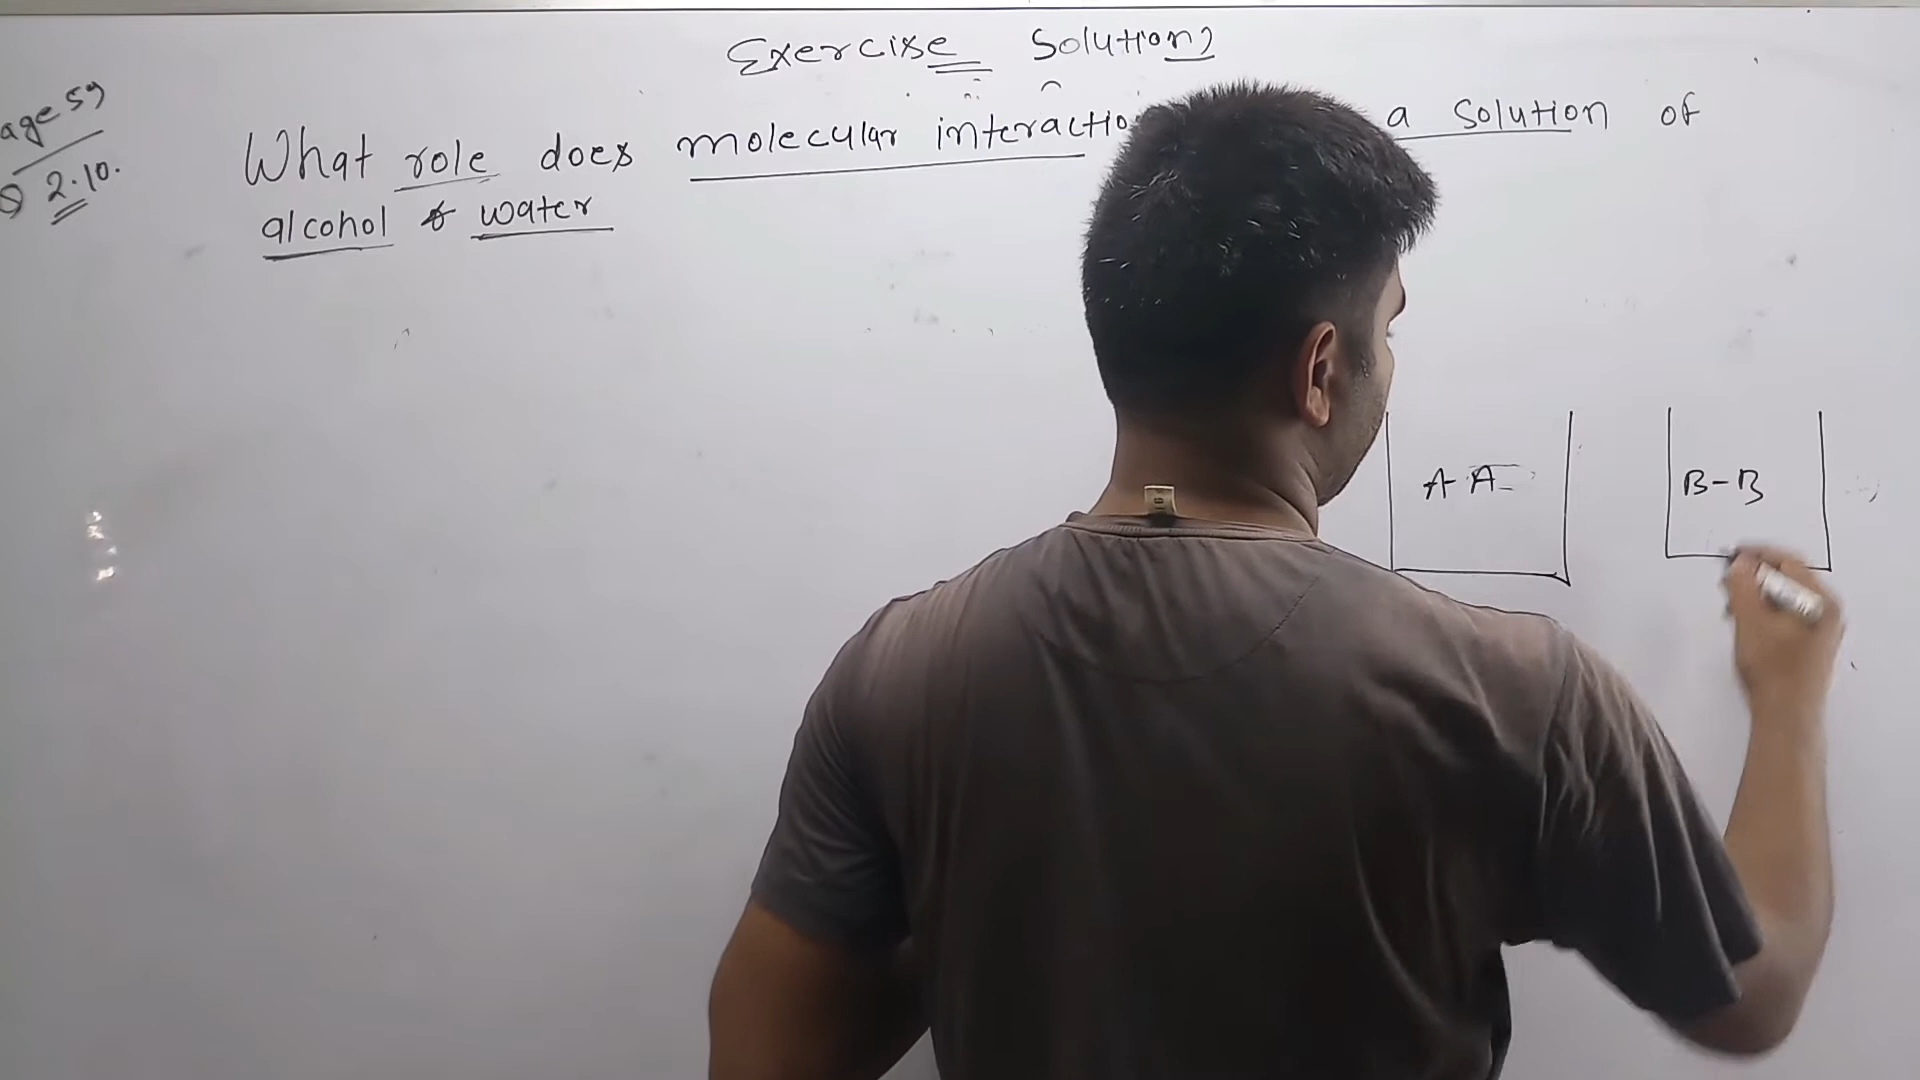 Exercise Solutions
age 59
Q 2.10.
What role does molecular interactio a solution of
alcohol & water
A-A
B-B